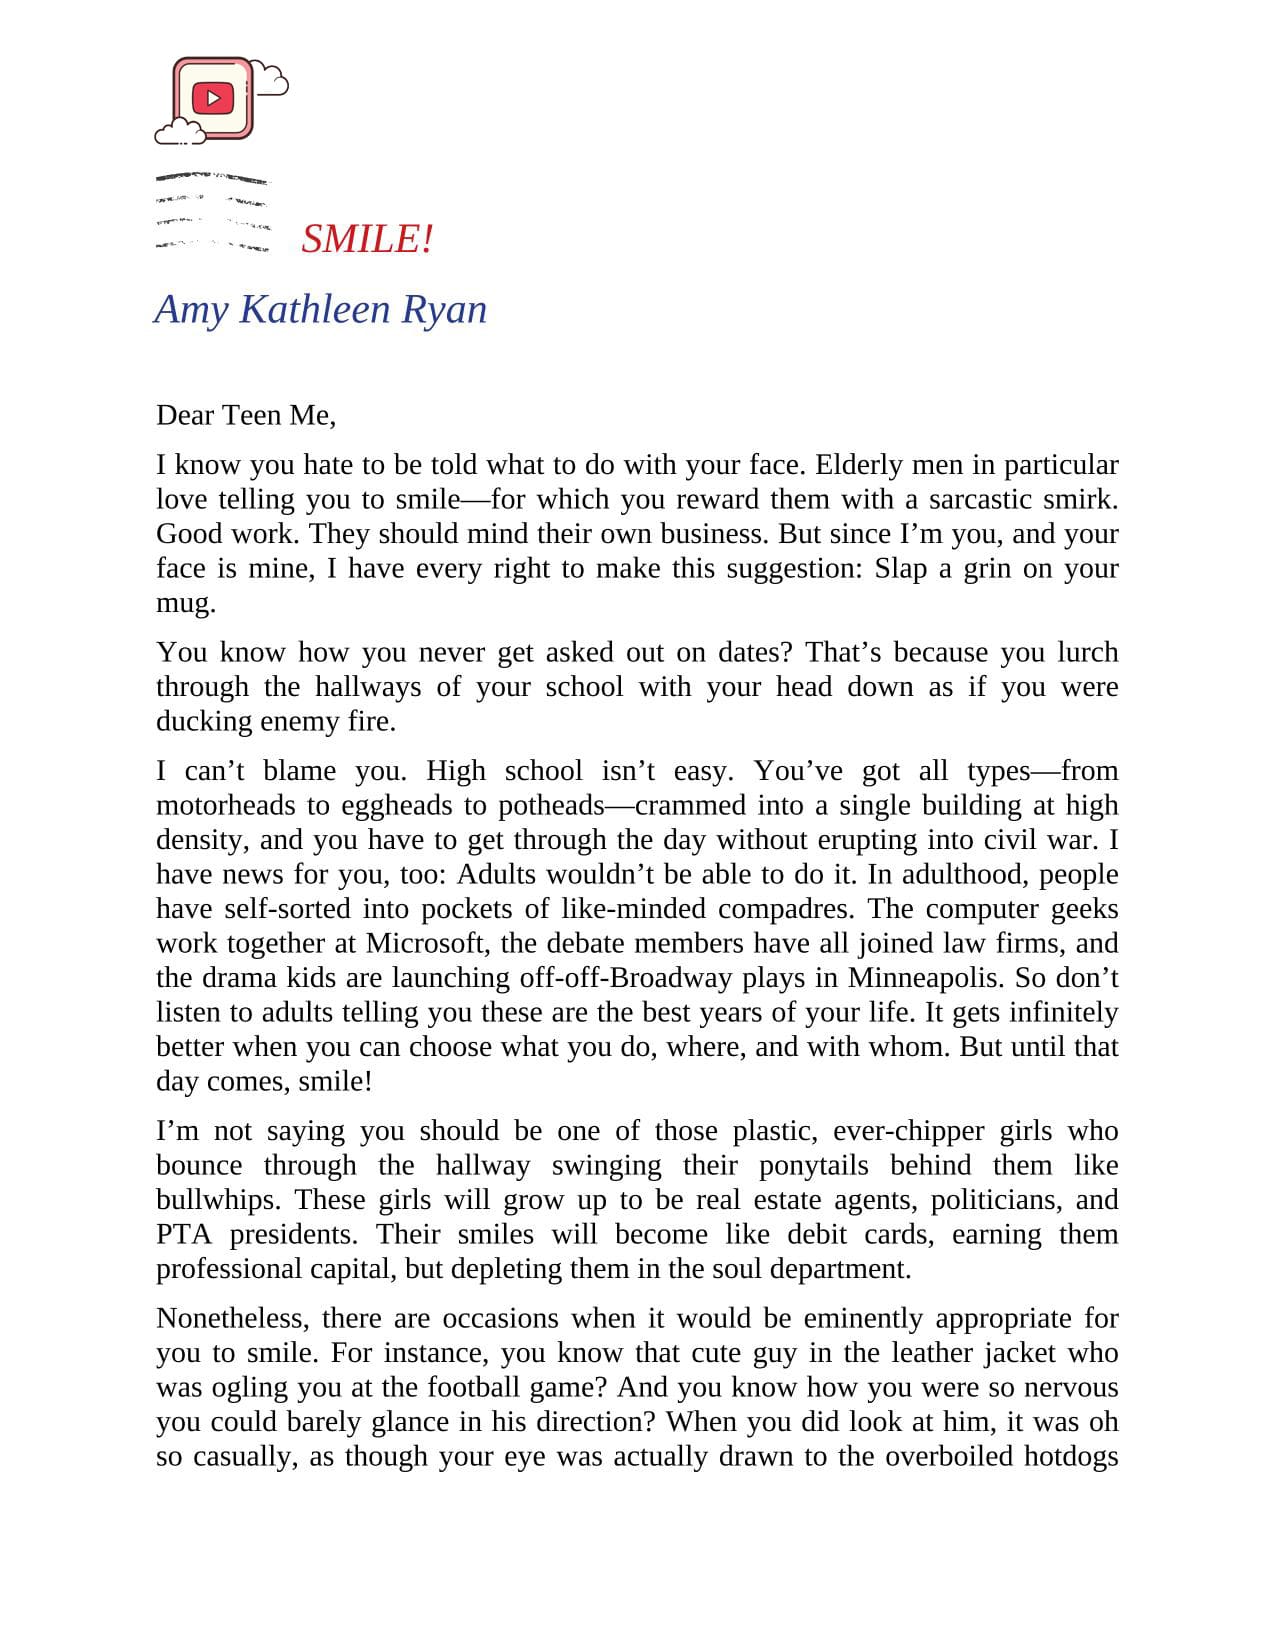 SMILE!
Amy Kathleen Ryan
Dear Teen Me,
I know you hate to be told what to do with your face. Elderly men in particular
love telling you to smile—for which you reward them with a sarcastic smirk.
Good work. They should mind their own business. But since I’m you, and your
face is mine, I have every right to make this suggestion: Slap a grin on your
mug.
You know how you never get asked out on dates? That’s because you lurch
through the hallways of your school with your head down as if you were
ducking enemy fire.
I can’t blame you. High school isn’t easy. You’ve got all types—from
motorheads to eggheads to potheads—crammed into a single building at high
density, and you have to get through the day without erupting into civil war. I
have news for you, too: Adults wouldn’t be able to do it. In adulthood, people
have self-sorted into pockets of like-minded compadres. The computer geeks
work together at Microsoft, the debate members have all joined law firms, and
the drama kids are launching off-off-Broadway plays in Minneapolis. So don’t
listen to adults telling you these are the best years of your life. It gets infinitely
better when you can choose what you do, where, and with whom. But until that
day comes, smile!
I’m not saying you should be one of those plastic, ever-chipper girls who
bounce through the hallway swinging their ponytails behind them like
bullwhips. These girls will grow up to be real estate agents, politicians, and
PTA presidents. Their smiles will become like debit cards, earning them
professional capital, but depleting them in the soul department.
Nonetheless, there are occasions when it would be eminently appropriate for
you to smile. For instance, you know that cute guy in the leather jacket who
was ogling you at the football game? And you know how you were so nervous
you could barely glance in his direction? When you did look at him, it was oh
so casually, as though your eye was actually drawn to the overboiled hotdogs